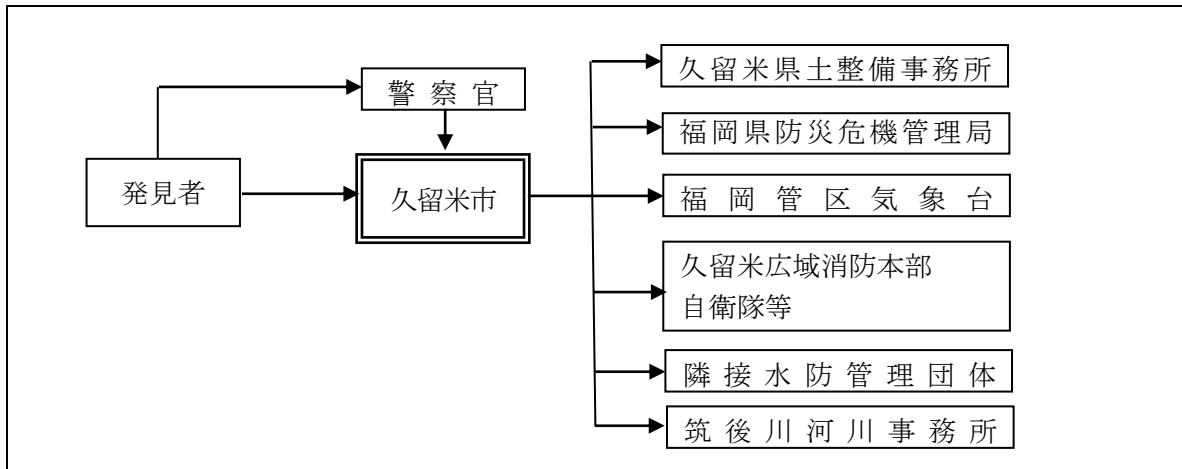 発見者
警察官
久留米市
久留米県土整備事務所
福岡県防災危機管理局
福岡管区気象台
久留米広域消防本部
自衛隊等
隣接水防管理団体
筑後川河川事務所